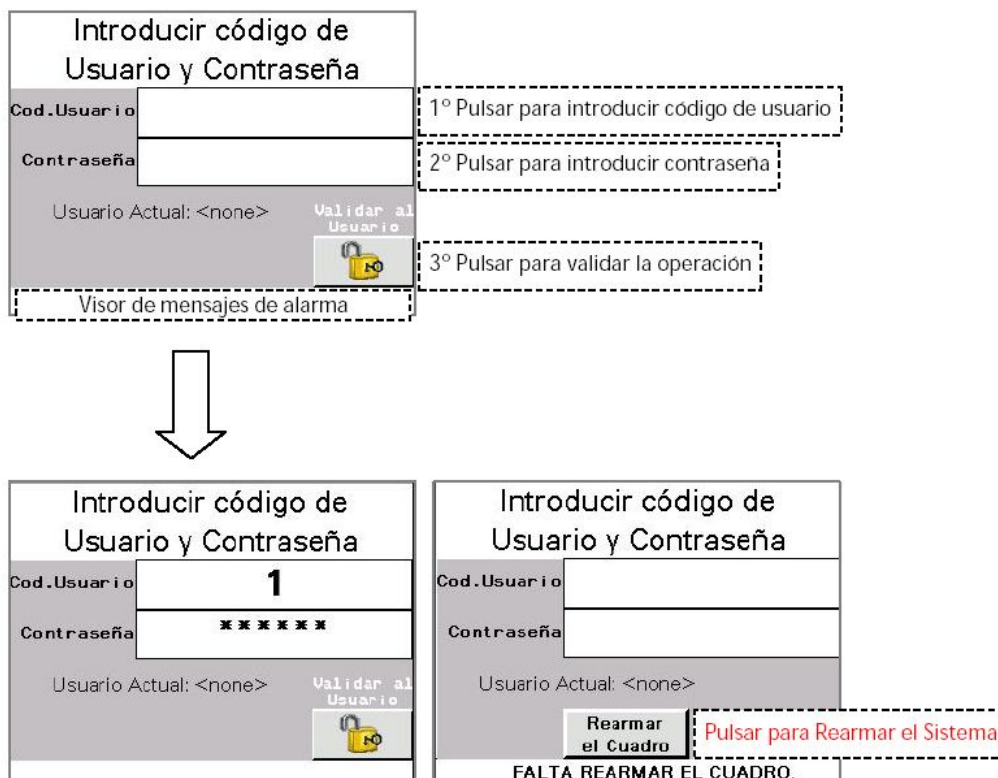 Introducir código de
Usuario y Contraseña
Cod.Usuario
1º Pulsar para introducir código de usuario
Contraseña
2º Pulsar para introducir contraseña
Usuario Actual: <none>
Validar al
Usuario
3º Pulsar para validar la operación
Visor de mensajes de alarma
Introducir código de
Usuario y Contraseña
Cod.Usuario
1
Contraseña
******
Usuario Actual: <none>
Validar al
Usuario
Introducir código de
Usuario y Contraseña
Cod.Usuario
Contraseña
Usuario Actual: <none>
Rearmar
el Cuadro
Pulsar para Rearmar el Sistema
FALTA REARMAR EL CUADRO.